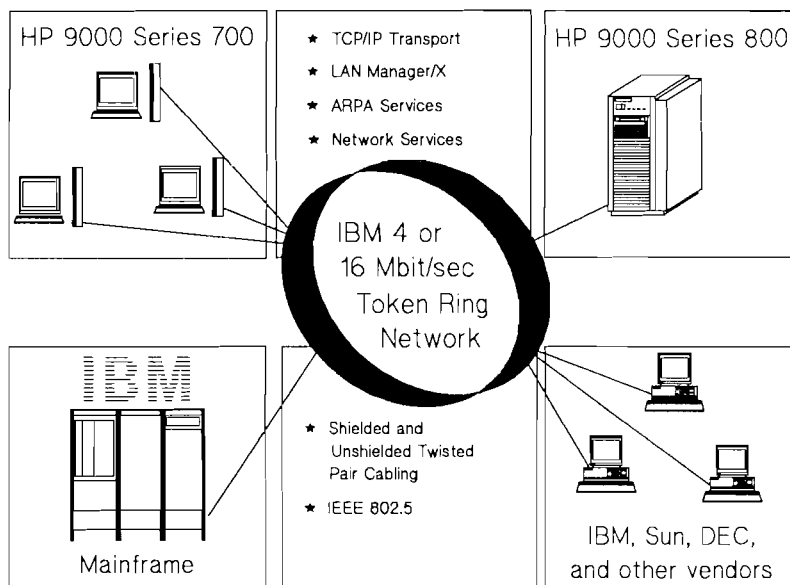 HP 9000 Series 700
★ TCP/IP Transport
★ LAN Manager/X
★ ARPA Services
★ Network Services
HP 9000 Series 800
IBM 4 or
16 Mbit/sec
Token Ring
Network
IBM
Mainframe
★ Shielded and
Unshielded Twisted
Pair Cabling
★ IEEE 802.5
IBM, Sun, DEC,
and other vendors